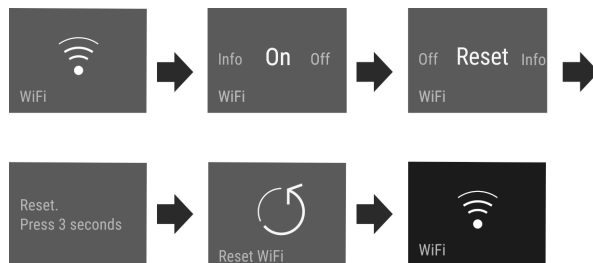 WiFi
Info On Off
WiFi
Off Reset Info
WiFi
Reset.
Press 3 seconds
Reset WiFi
WiFi